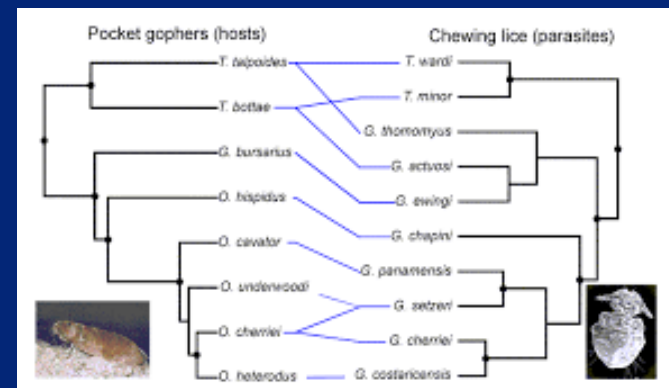 Pocket gophers (hosts)
Chewing lice (parasites)
T. talpoides
T. wardi
T. bottae
T. minor
G. thomomyus
G. bursarius
G. actuosi
O. hispidus
G. ewingi
G. chapini
O. cavator
G. panamensis
O. underwoodi
G. setzeri
O. cherriei
G. cherriei
O. heterodus
G. costaricensis